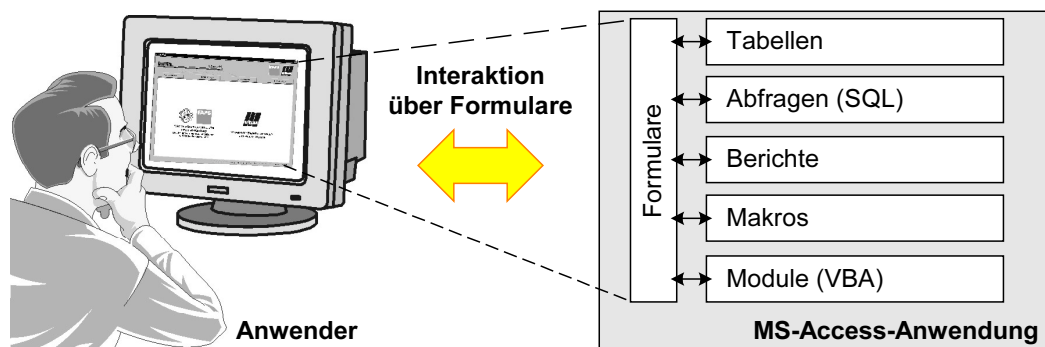 Interaktion
über Formulare
Anwender
Formulare
Tabellen
Abfragen (SQL)
Berichte
Makros
Module (VBA)
MS-Access-Anwendung